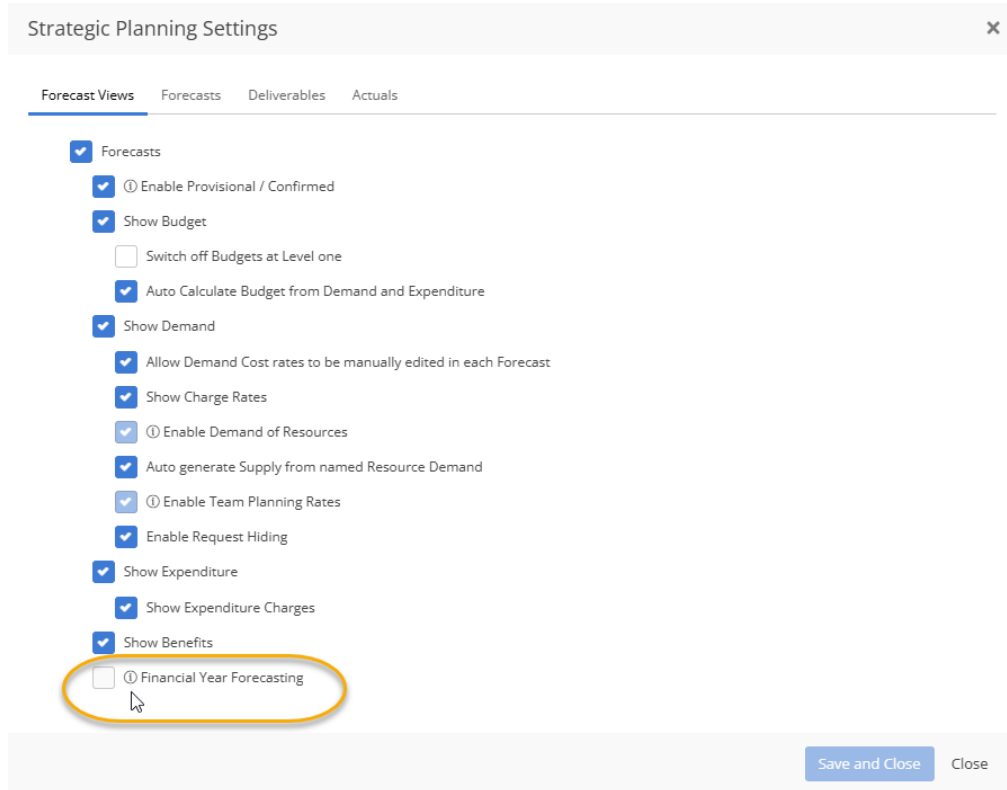 Strategic Planning Settings
Forecast Views Forecasts Deliverables Actuals
Forecasts
Enable Provisional / Confirmed
Show Budget
Switch off Budgets at Level one
Auto Calculate Budget from Demand and Expenditure
Show Demand
Allow Demand Cost rates to be manually edited in each Forecast
Show Charge Rates
Enable Demand of Resources
Auto generate Supply from named Resource Demand
Enable Team Planning Rates
Enable Request Hiding
Show Expenditure
Show Expenditure Charges
Show Benefits
Financial Year Forecasting
Save and Close Close